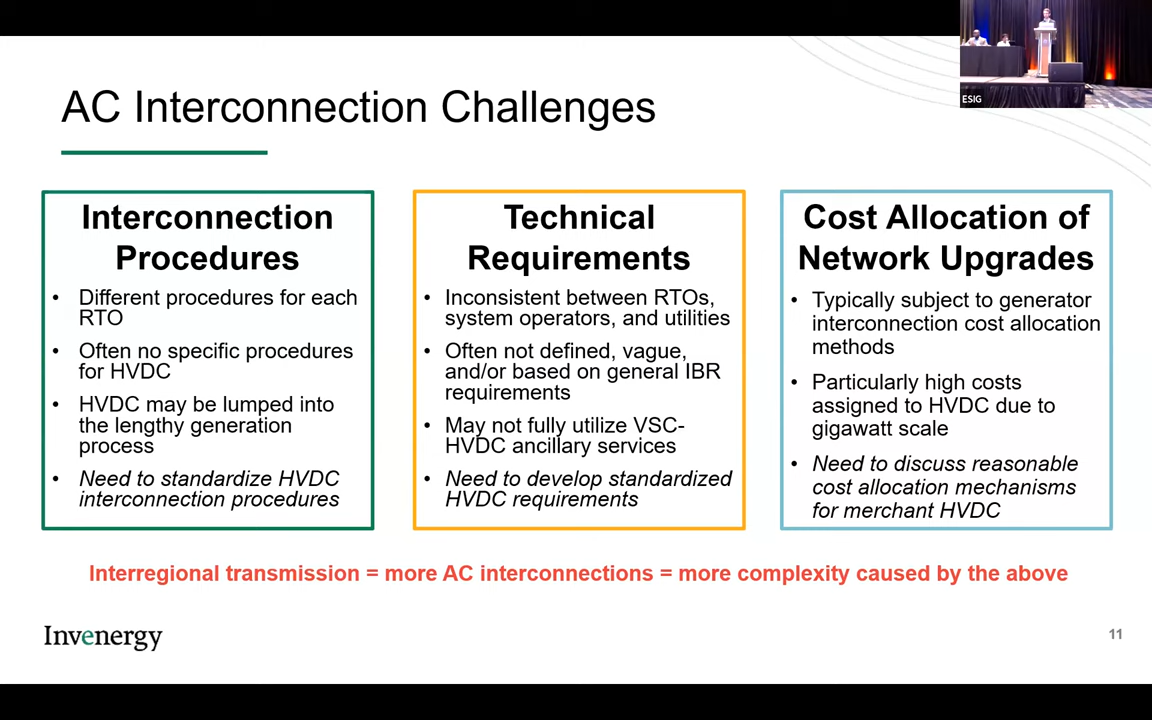 ESIG
AC Interconnection Challenges
Interconnection
Procedures
• Different procedures for each
RTO
• Often no specific procedures
for HVDC
• HVDC may be lumped into
the lengthy generation
process
• Need to standardize HVDC
interconnection procedures
Technical
Requirements
• Inconsistent between RTOs,
system operators, and utilities
• Often not defined, vague,
and/or based on general IBR
requirements
• May not fully utilize VSC-
HVDC ancillary services
• Need to develop standardized
HVDC requirements
Cost Allocation of
Network Upgrades
• Typically subject to generator
interconnection cost allocation
methods
• Particularly high costs
assigned to HVDC due to
gigawatt scale
• Need to discuss reasonable
cost allocation mechanisms
for merchant HVDC
Interregional transmission = more AC interconnections = more complexity caused by the above
Invenergy
11